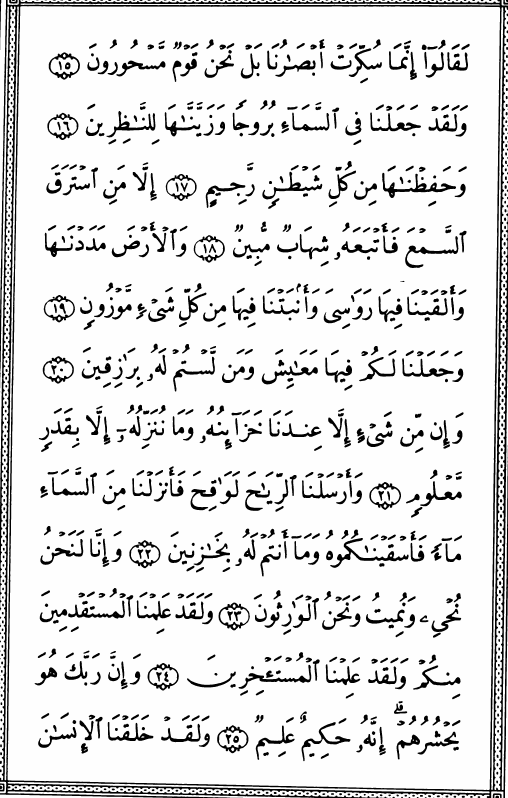 لَقَالُوٓا۟ إِنَّمَا سُكِّرَتْ أَبْصَـٰرُنَا بَلْ نَحْنُ قَوْمٌ مَّسْحُورُونَ ١٥
وَلَقَدْ جَعَلْنَا فِى ٱلسَّمَآءِ بُرُوجًا وَزَيَّنَّـٰهَا لِلنَّـٰظِرِينَ ١٦
وَحَفِظْنَـٰهَا مِن كُلِّ شَيْطَـٰنٍ رَّجِيمٍ ١٧ إِلَّا مَنِ ٱسْتَرَقَ
ٱلسَّمْعَ فَأَتْبَعَهُۥ شِهَابٌ مُّبِينٌ ١٨ وَٱلْأَرْضَ مَدَدْنَـٰهَا
وَأَلْقَيْنَا فِيهَا رَوَٰسِىَ وَأَنۢبَتْنَا فِيهَا مِن كُلِّ شَىْءٍ مَّوْزُونٍ ١٩
وَجَعَلْنَا لَكُمْ فِيهَا مَعَـٰيِشَ وَمَن لَّسْتُمْ لَهُۥ بِرَٰزِقِينَ ٢٠
وَإِن مِّن شَىْءٍ إِلَّا عِندَنَا خَزَآئِنُهُۥ وَمَا نُنَزِّلُهُۥٓ إِلَّا بِقَدَرٍ
مَّعْلُومٍ ٢١ وَأَرْسَلْنَا ٱلرِّيَـٰحَ لَوَٰقِحَ فَأَنزَلْنَا مِنَ ٱلسَّمَآءِ
مَآءً فَأَسْقَيْنَـٰكُمُوهُ وَمَآ أَنتُمْ لَهُۥ بِخَـٰزِنِينَ ٢٢ وَإِنَّا لَنَحْنُ
نُحْىِۦ وَنُمِيتُ وَنَحْنُ ٱلْوَٰرِثُونَ ٢٣ وَلَقَدْ عَلِمْنَا ٱلْمُسْتَقْدِمِينَ
مِنكُمْ وَلَقَدْ عَلِمْنَا ٱلْمُسْتَـْٔخِرِينَ ٢٤ وَإِنَّ رَبَّكَ هُوَ
يَحْشُرُهُمْ ۚ إِنَّهُۥ حَكِيمٌ عَلِيمٌ ٢٥ وَلَقَدْ خَلَقْنَا ٱلْإِنسَـٰنَ